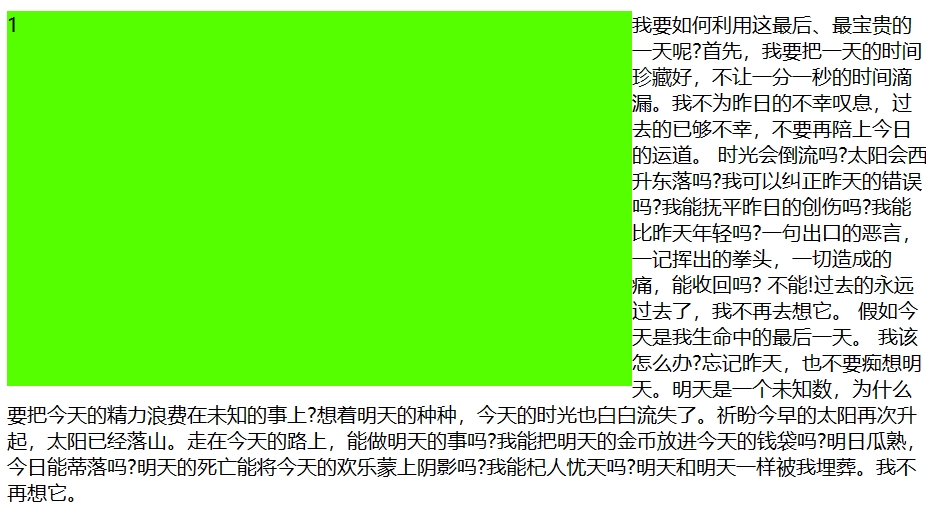 1
我要如何利用这最后、最宝贵的
一天呢?首先，我要把一天的时间
珍藏好，不让一分一秒的时间滴
漏。我不为昨日的不幸叹息，过
去的已够不幸，不要再陪上今日
的运道。 时光会倒流吗?太阳会西
升东落吗?我可以纠正昨天的错误
吗?我能抚平昨日的创伤吗?我能
比昨天年轻吗?一句出口的恶言，
一记挥出的拳头，一切造成的
痛，能收回吗? 不能!过去的永远
过去了，我不再去想它。 假如今
天是我生命中的最后一天。 我该
怎么办?忘记昨天，也不要痴想明
天。明天是一个未知数，为什么
要把今天的精力浪费在未知的事上?想着明天的种种，今天的时光也白白流失了。祈盼今早的太阳再次升
起，太阳已经落山。走在今天的路上，能做明天的事吗?我能把明天的金币放进今天的钱袋吗?明日瓜熟，
今日能蒂落吗?明天的死亡能将今天的欢乐蒙上阴影吗?我能杞人忧天吗?明天和明天一样被我埋葬。我不
再想它。